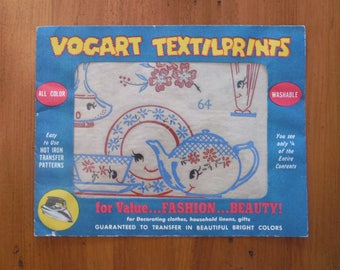 VOGART TEXTILPRINTS
ALL COLOR
WASHABLE
64
Easy
to Use
HOT IRON
TRANSFER
PATTERNS
You see
only ¼
of the
Entire
Contents
for Value...FASHION...BEAUTY!
for Decorating clothes, household linens, gifts
GUARANTEED TO TRANSFER IN BEAUTIFUL BRIGHT COLORS